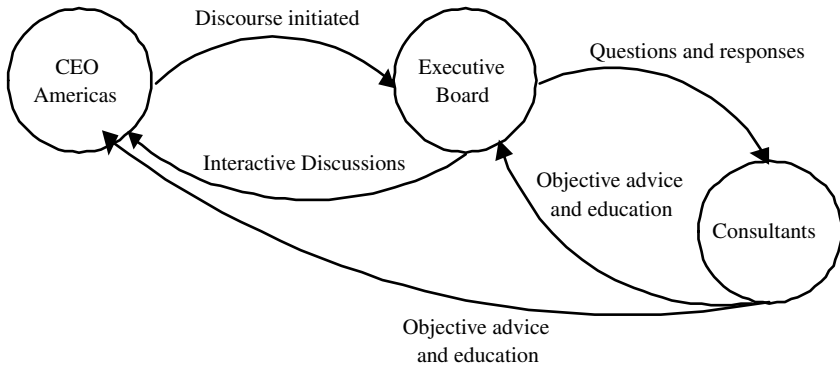 Discourse initiated
CEO
Americas
Executive
Board
Questions and responses
Interactive Discussions
Objective advice
and education
Consultants
Objective advice
and education